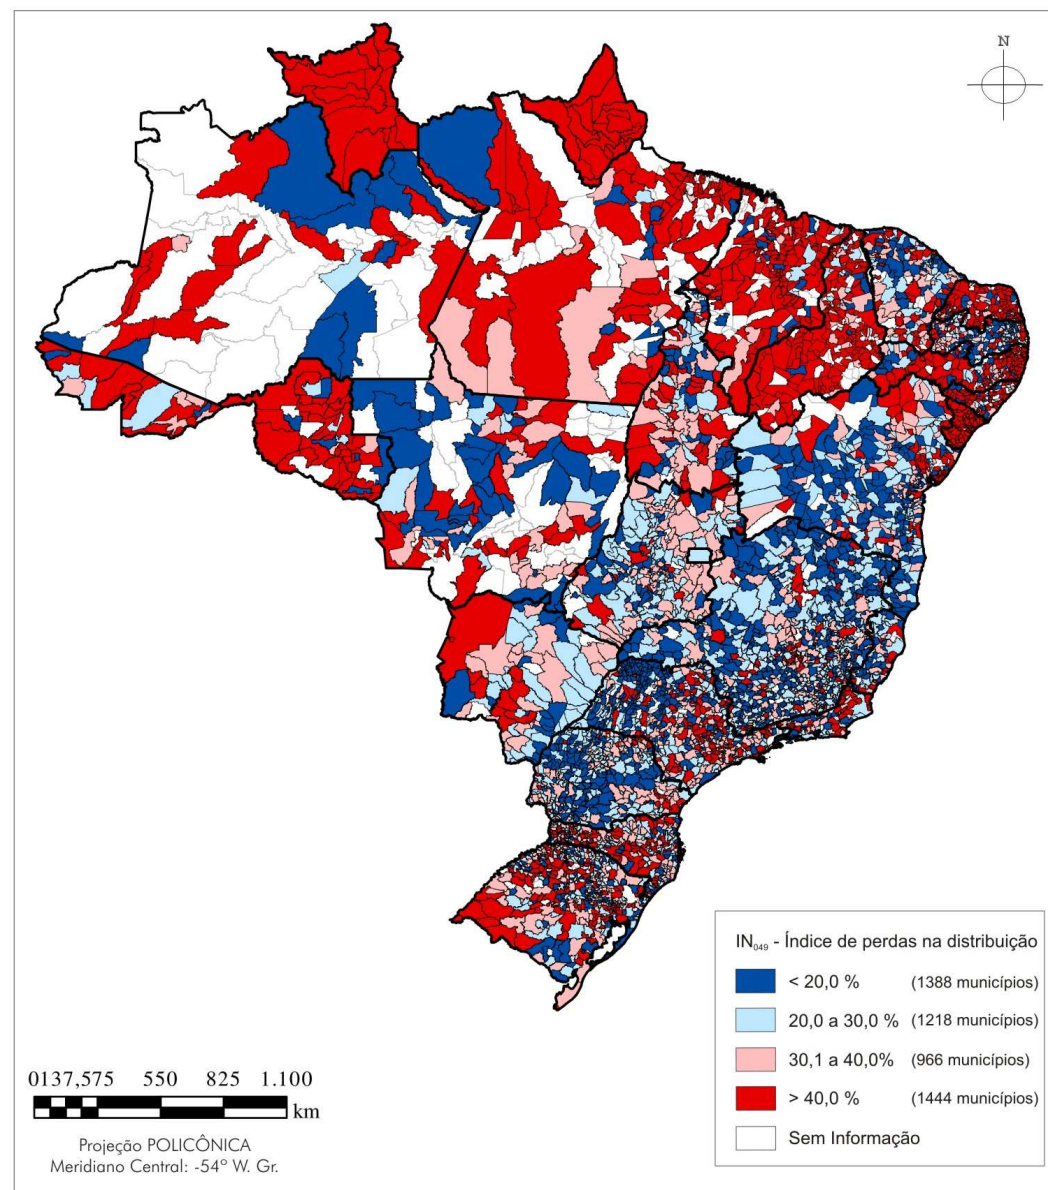 N
IN049 - Índice de perdas na distribuição
< 20,0 % (1388 municípios)
20,0 a 30,0 % (1218 municípios)
30,1 a 40,0% (966 municípios)
> 40,0 % (1444 municípios)
Sem Informação
0137,575 550 825 1.100
km
Projeção POLICÔNICA
Meridiano Central: -54º W. Gr.